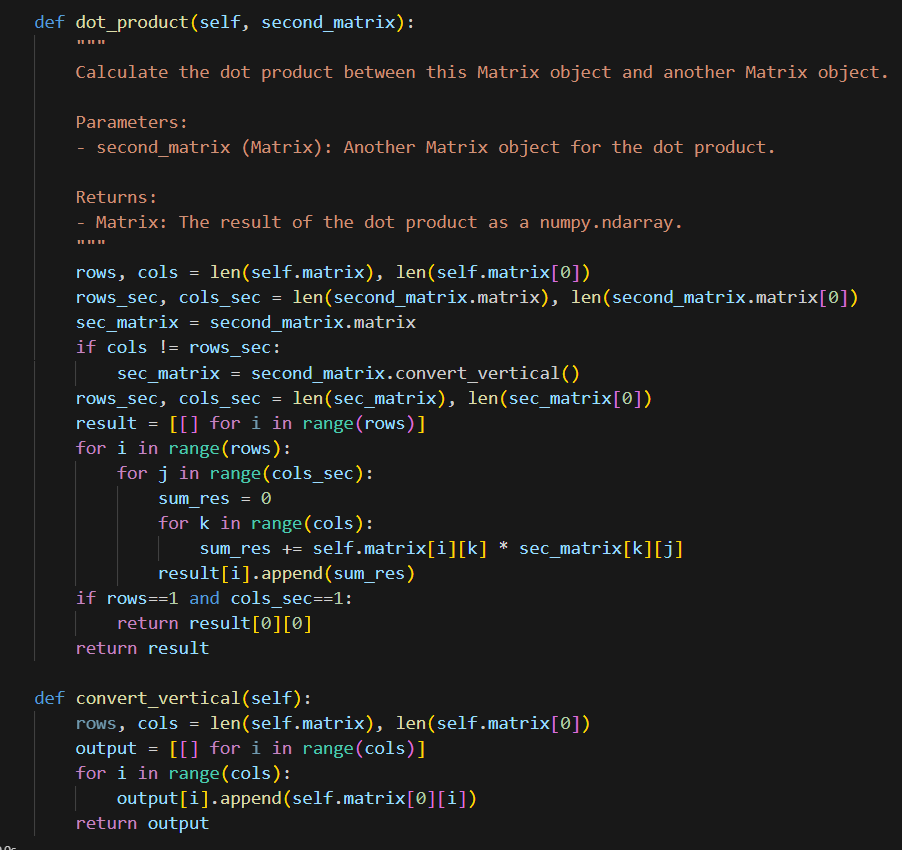 def dot_product(self, second_matrix):
    """
    Calculate the dot product between this Matrix object and another Matrix object.

    Parameters:
    - second_matrix (Matrix): Another Matrix object for the dot product.

    Returns:
    - Matrix: The result of the dot product as a numpy.ndarray.
    """
    rows, cols = len(self.matrix), len(self.matrix[0])
    rows_sec, cols_sec = len(second_matrix.matrix), len(second_matrix.matrix[0])
    sec_matrix = second_matrix.matrix
    if cols != rows_sec:
        sec_matrix = second_matrix.convert_vertical()
    rows_sec, cols_sec = len(sec_matrix), len(sec_matrix[0])
    result = [[] for i in range(rows)]
    for i in range(rows):
        for j in range(cols_sec):
            sum_res = 0
            for k in range(cols):
                sum_res += self.matrix[i][k] * sec_matrix[k][j]
            result[i].append(sum_res)
    if rows==1 and cols_sec==1:
        return result[0][0]
    return result

def convert_vertical(self):
    rows, cols = len(self.matrix), len(self.matrix[0])
    output = [[] for i in range(cols)]
    for i in range(cols):
        output[i].append(self.matrix[0][i])
    return output